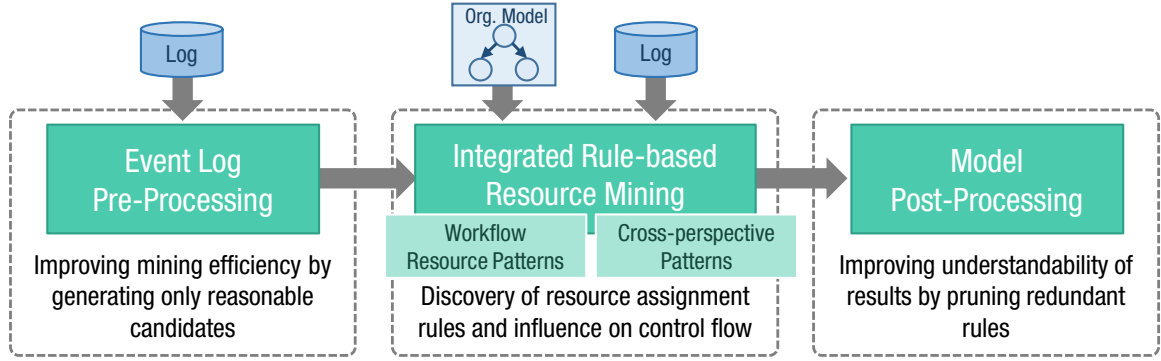 Log
Org. Model
Log
Event Log
Pre-Processing
Improving mining efficiency by
generating only reasonable
candidates
Integrated Rule-based
Resource Mining
Workflow
Resource Patterns
Cross-perspective
Patterns
Discovery of resource assignment
rules and influence on control flow
Model
Post-Processing
Improving understandability of
results by pruning redundant
rules